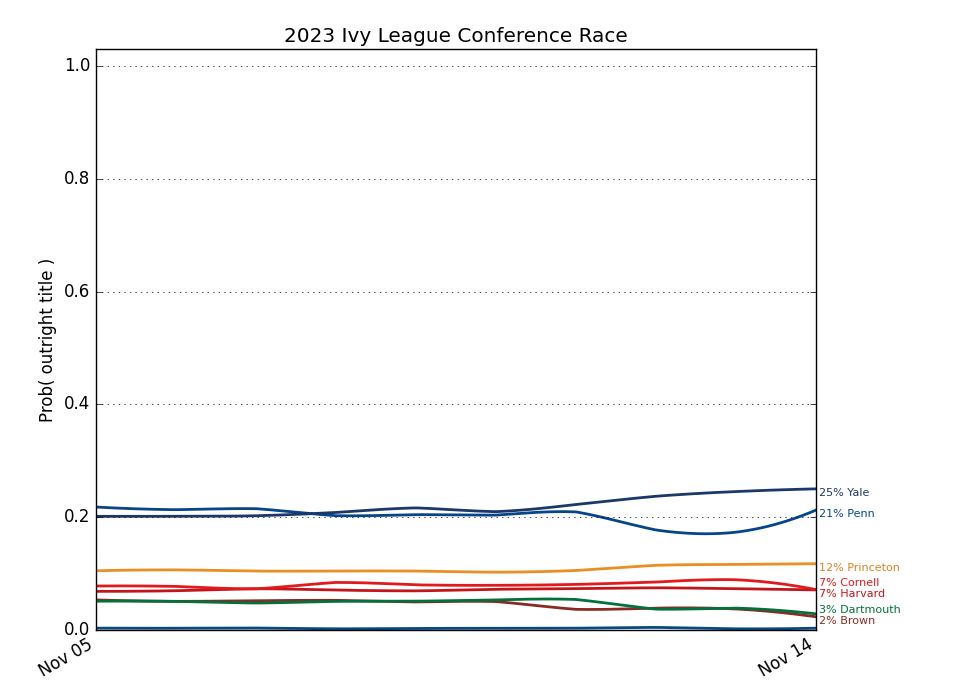 2023 Ivy League Conference Race
Prob( outright title )
1.0
0.8
0.6
0.4
0.2
0.0
Nov 05
Nov 14
25% Yale
21% Penn
12% Princeton
7% Cornell
7% Harvard
3% Dartmouth
2% Brown